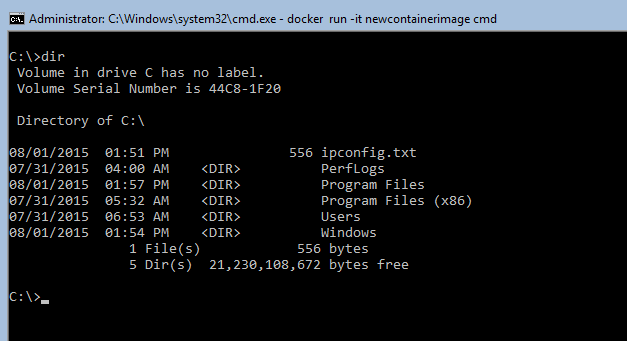 Administrator: C:\Windows\system32\cmd.exe - docker  run -it newcontainerimage cmd
C:\>dir
 Volume in drive C has no label.
 Volume Serial Number is 44C8-1F20
 Directory of C:\
08/01/2015  01:51 PM               556 ipconfig.txt
07/31/2015  04:00 AM    <DIR>          PerfLogs
08/01/2015  01:57 PM    <DIR>          Program Files
07/31/2015  05:32 AM    <DIR>          Program Files (x86)
07/31/2015  06:53 AM    <DIR>          Users
08/01/2015  01:54 PM    <DIR>          Windows
               1 File(s)            556 bytes
               5 Dir(s)  21,230,108,672 bytes free
C:\>